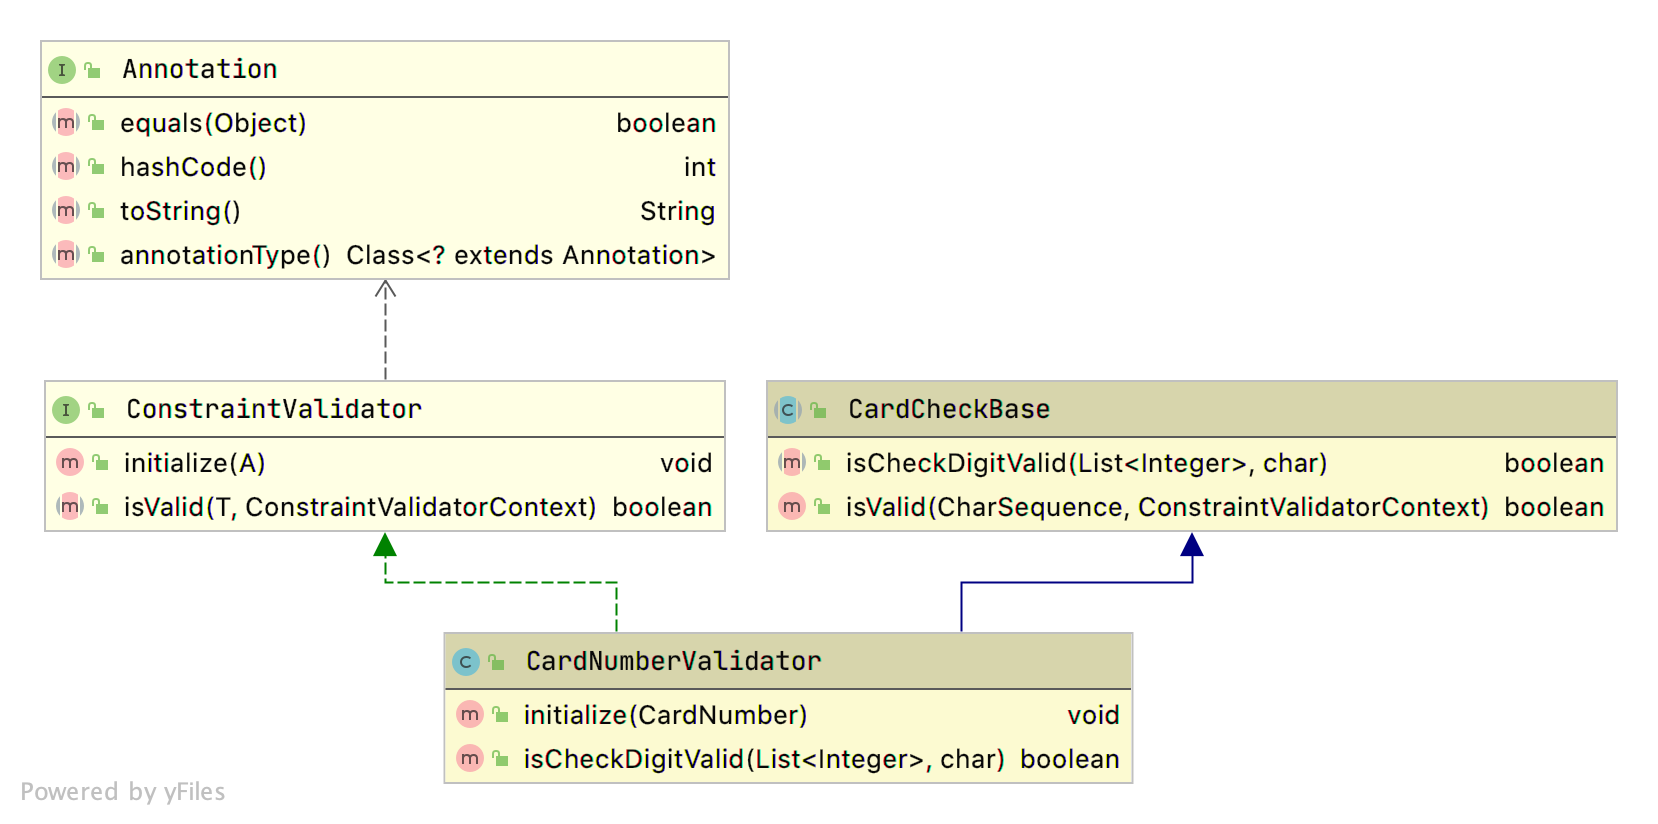 I Annotation
m equals(Object) boolean
m hashCode() int
m toString() String
m annotationType() Class<? extends Annotation>
I ConstraintValidator
m initialize(A) void
m isValid(T, ConstraintValidatorContext) boolean
C CardCheckBase
m isCheckDigitValid(List<Integer>, char) boolean
m isValid(CharSequence, ConstraintValidatorContext) boolean
C CardNumberValidator
m initialize(CardNumber) void
m isCheckDigitValid(List<Integer>, char) boolean
Powered by yFiles